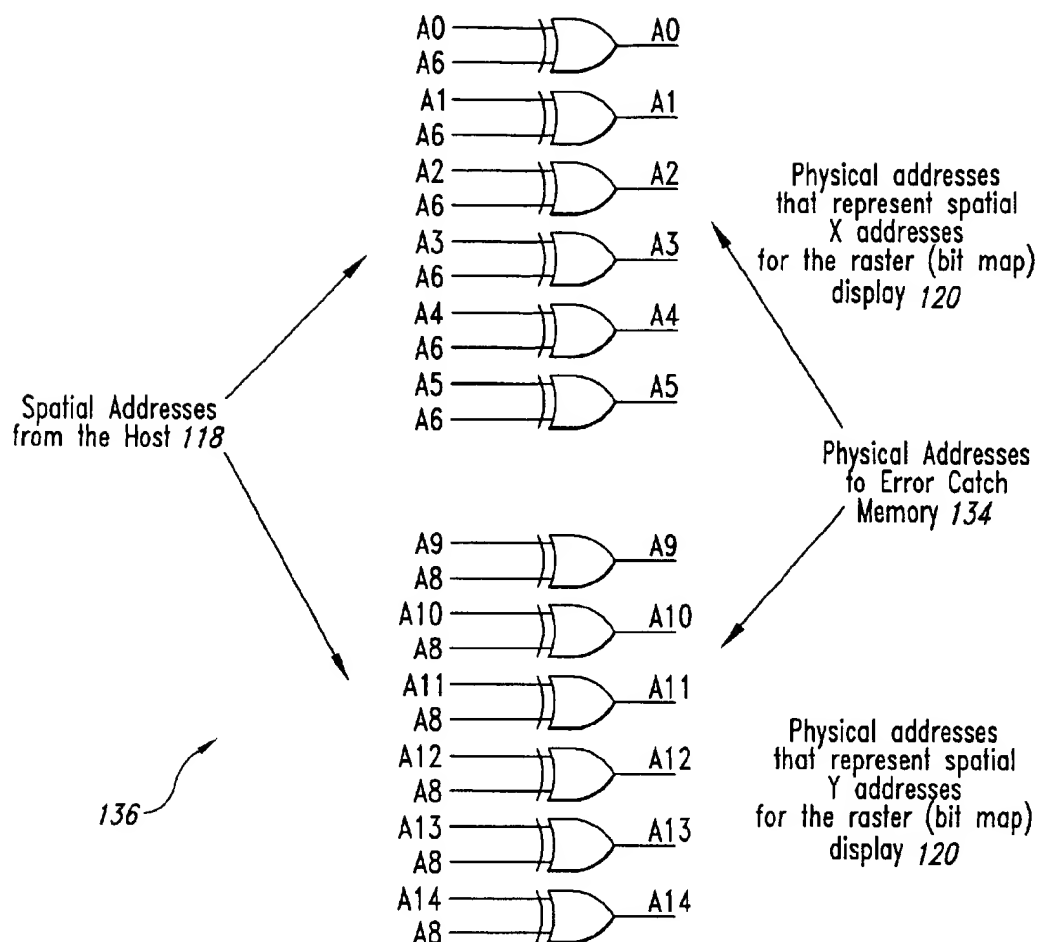 A0
A6
A0
A1
A6
A1
A2
A6
A2
A3
A6
A3
A4
A6
A4
A5
A6
A5
Physical addresses
that represent spatial
X addresses
for the raster (bit map)
display 120
Spatial Addresses
from the Host 118
Physical Addresses
fo Error Catch
Memory 134
A9
A8
A9
A10
A8
A10
A11
A8
A11
A12
A8
A12
A13
A8
A13
A14
A8
A14
Physical addresses
that represent spatial
Y addresses
for the raster (bit map)
display 120
136